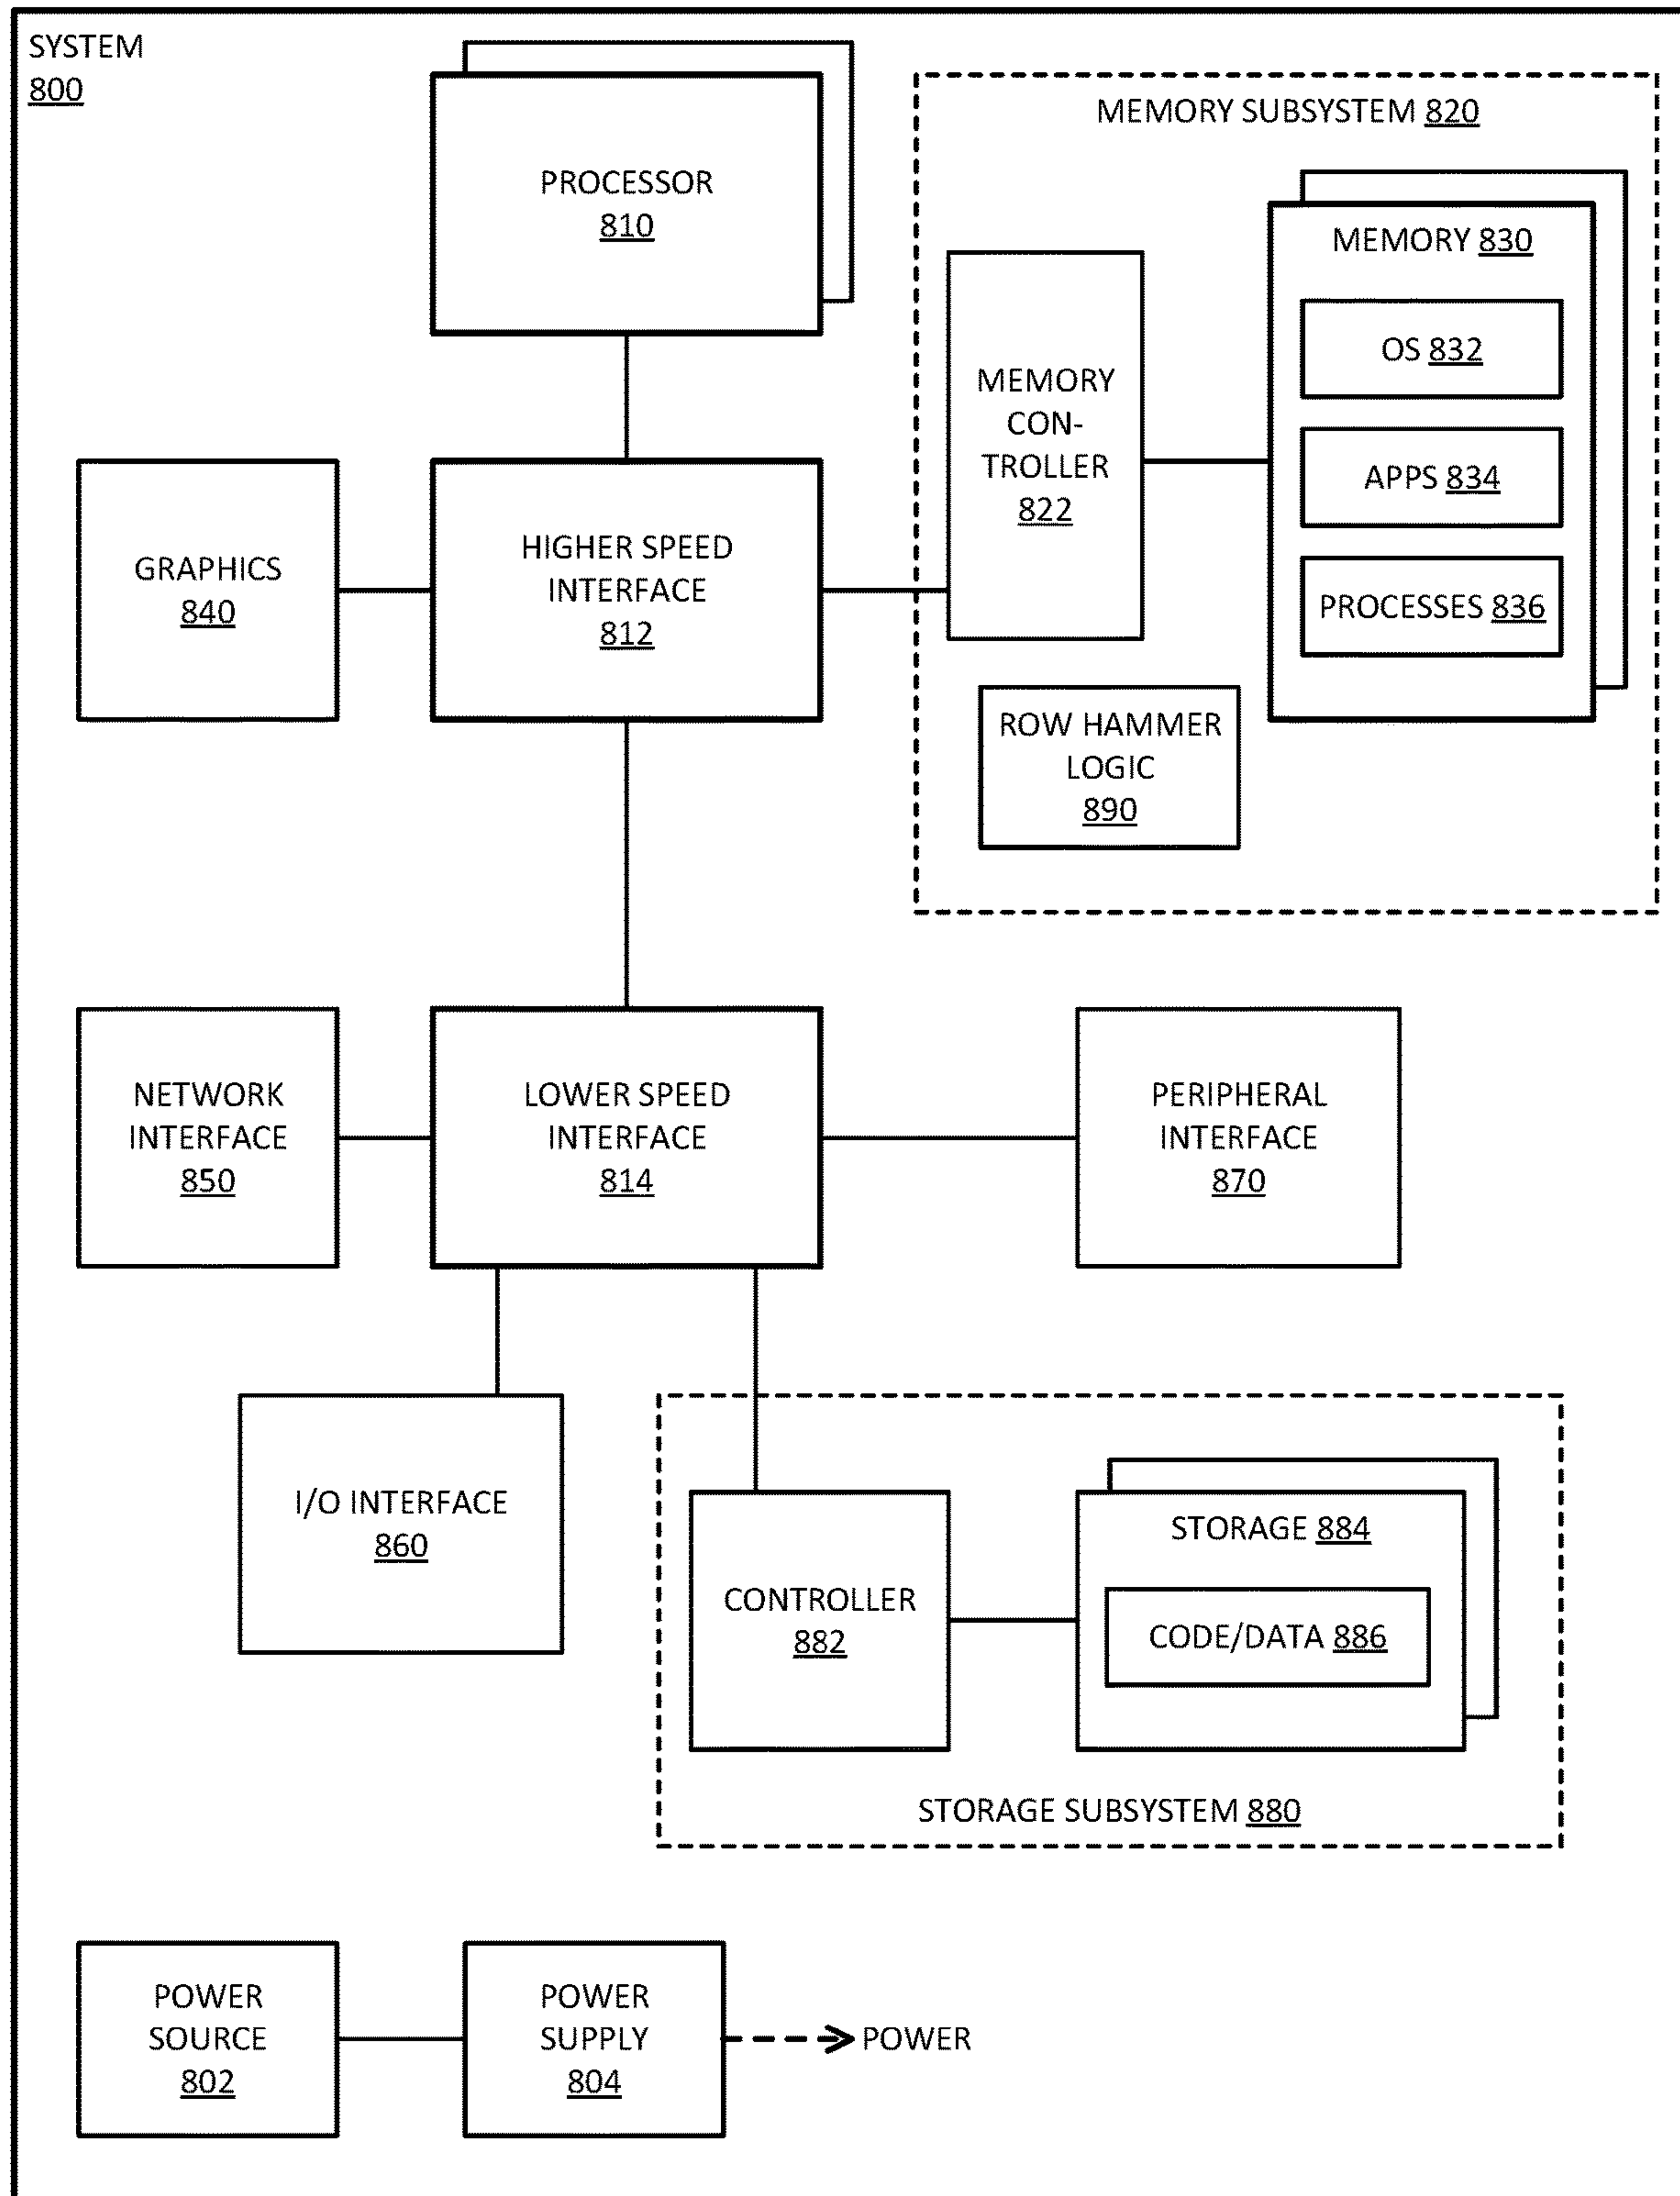 SYSTEM
800
PROCESSOR
810
MEMORY SUBSYSTEM 820
MEMORY
CON-
TROLLER
822
MEMORY 830
OS 832
APPS 834
PROCESSES 836
GRAPHICS
840
HIGHER SPEED
INTERFACE
812
ROW HAMMER
LOGIC
890
NETWORK
INTERFACE
850
LOWER SPEED
INTERFACE
814
PERIPHERAL
INTERFACE
870
I/O INTERFACE
860
CONTROLLER
882
STORAGE 884
CODE/DATA 886
STORAGE SUBSYSTEM 880
POWER
SOURCE
802
POWER
SUPPLY
804
POWER